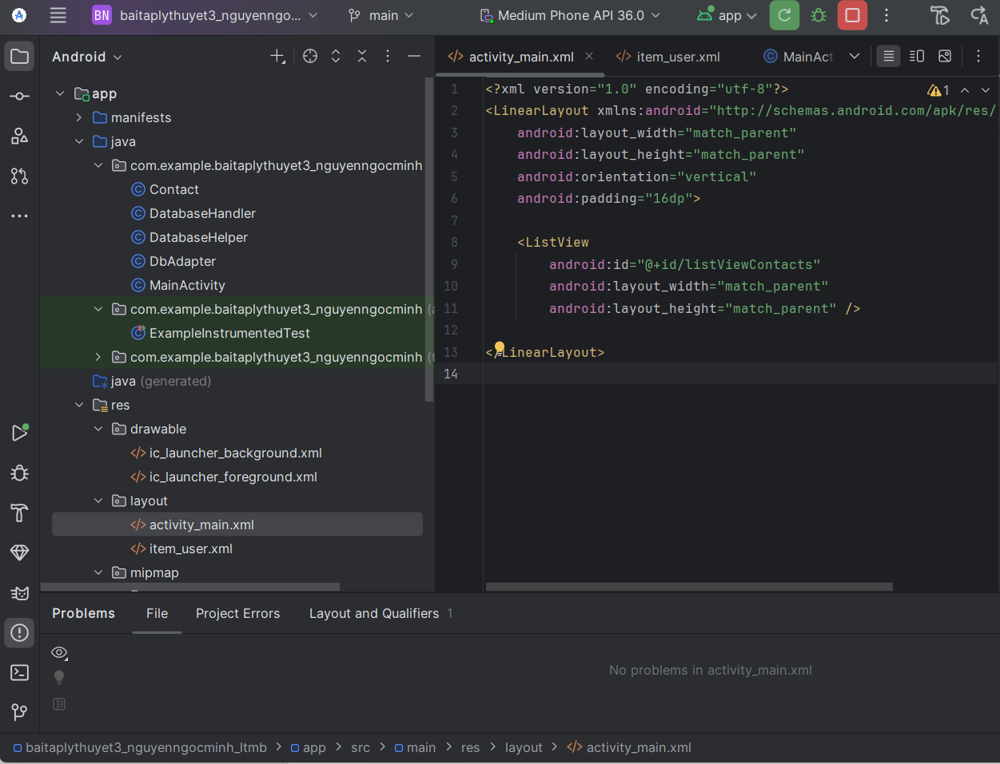 BN baitaplythuyet3_nguyenngo... main Medium Phone API 36.0 app
Android
app
manifests
java
com.example.baitaplythuyet3_nguyenngocminh
Contact
DatabaseHandler
DatabaseHelper
DbAdapter
MainActivity
com.example.baitaplythuyet3_nguyenngocminh
ExampleInstrumentedTest
com.example.baitaplythuyet3_nguyenngocminh
java (generated)
res
drawable
ic_launcher_background.xml
ic_launcher_foreground.xml
layout
activity_main.xml
item_user.xml
mipmap
activity_main.xml item_user.xml MainAct
1 <?xml version="1.0" encoding="utf-8"?> 1
2 <LinearLayout xmlns:android="http://schemas.android.com/apk/res/
3 android:layout_width="match_parent"
4 android:layout_height="match_parent"
5 android:orientation="vertical"
6 android:padding="16dp">
7
8 <ListView
9 android:id="@+id/listViewContacts"
10 android:layout_width="match_parent"
11 android:layout_height="match_parent" />
12
13 </LinearLayout>
14
Problems File Project Errors Layout and Qualifiers 1
No problems in activity_main.xml
baitaplythuyet3_nguyenngocminh_ltmb > app > src > main > res > layout > activity_main.xml